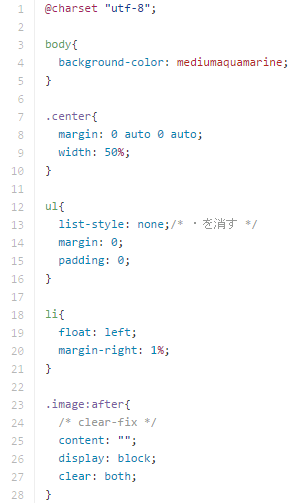 1 @charset "utf-8";
2
3 body{
4 background-color: mediumaquamarine;
5 }
6
7 .center{
8 margin: 0 auto 0 auto;
9 width: 50%;
10 }
11
12 ul{
13 list-style: none;/* ・を消す */
14 margin: 0;
15 padding: 0;
16 }
17
18 li{
19 float: left;
20 margin-right: 1%;
21 }
22
23 .image:after{
24 /* clear-fix */
25 content: "";
26 display: block;
27 clear: both;
28 }